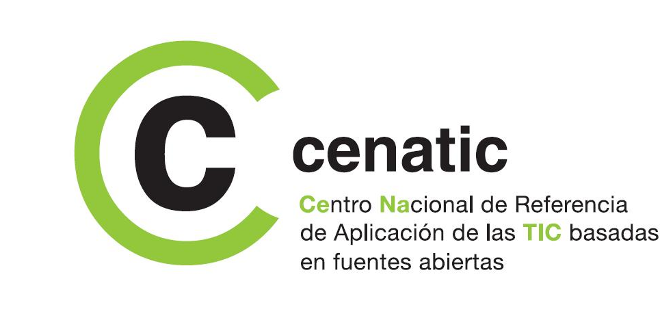 C
cenatic
Centro Nacional de Referencia
de Aplicación de las TIC basadas
en fuentes abiertas